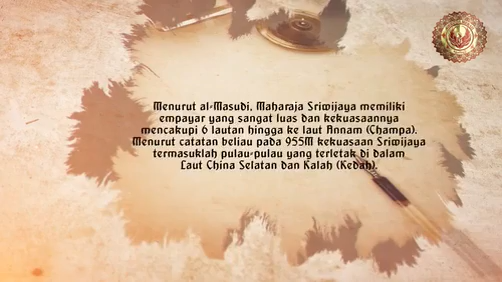 Menurut al-Masudi, Maharaja Sriwijaya memiliki
empayar yang sangat luas dan kekuasaannya
mencakupi 6 lautan hingga ke laut Annam (Champa).
Menurut catatan beliau pada 955M kekuasaan Sriwijaya
termasuklah pulau-pulau yang terletak di dalam
Laut China Selatan dan Kalah (Kedah).